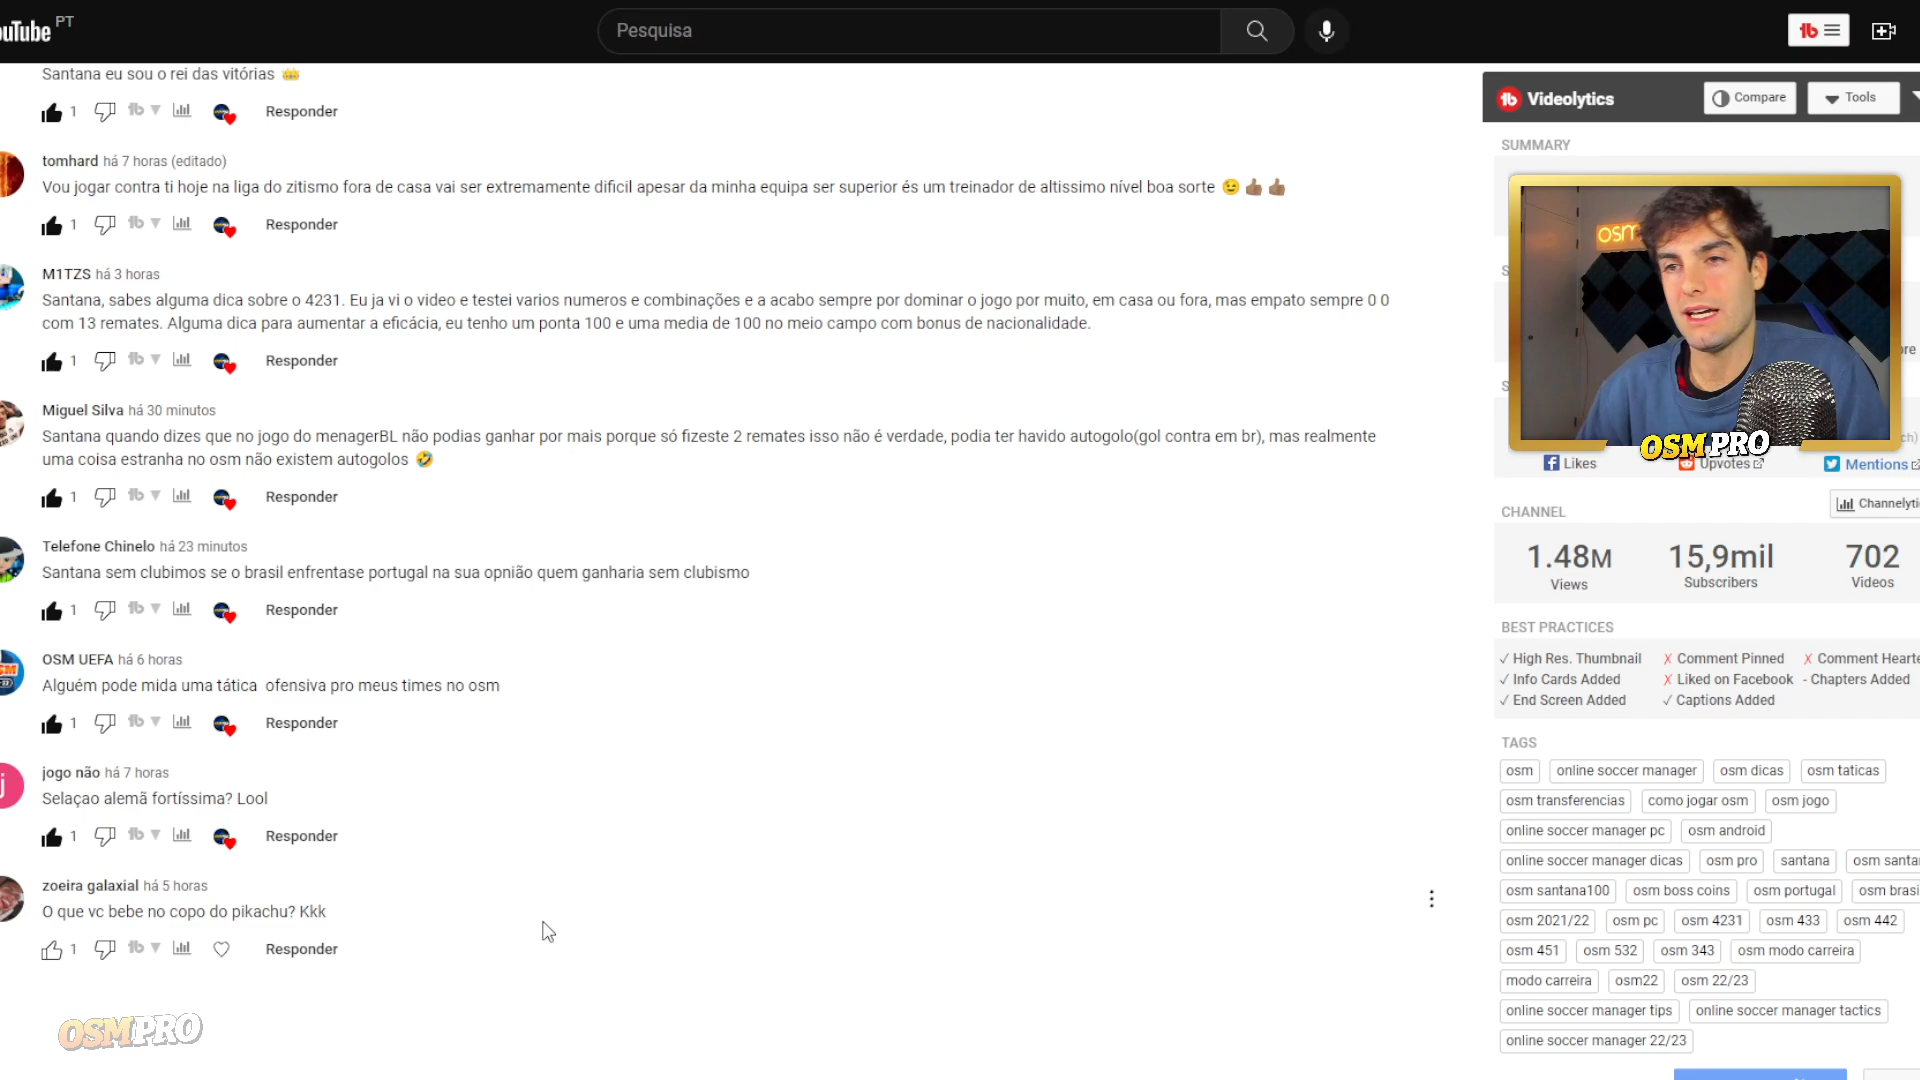 ouTube PT
Pesquisa
Santana eu sou o rei das vitórias 👑
1 Responder
tomhard há 7 horas (editado)
Vou jogar contra ti hoje na liga do zitismo fora de casa vai ser extremamente dificil apesar da minha equipa ser superior és um treinador de altissimo nível boa sorte 😉 👍🏽 👍🏽
1 Responder
M1TZS há 3 horas
Santana, sabes alguma dica sobre o 4231. Eu ja vi o video e testei varios numeros e combinações e a acabo sempre por dominar o jogo por muito, em casa ou fora, mas empato sempre 0 0
com 13 remates. Alguma dica para aumentar a eficácia, eu tenho um ponta 100 e uma media de 100 no meio campo com bonus de nacionalidade.
1 Responder
Miguel Silva há 30 minutos
Santana quando dizes que no jogo do menagerBL não podias ganhar por mais porque só fizeste 2 remates isso não é verdade, podia ter havido autogolo(gol contra em br), mas realmente
uma coisa estranha no osm não existem autogolos 🤣
1 Responder
Telefone Chinelo há 23 minutos
Santana sem clubimos se o brasil enfrentase portugal na sua opnião quem ganharia sem clubismo
1 Responder
OSM UEFA há 6 horas
Alguém pode mida uma tática ofensiva pro meus times no osm
1 Responder
jogo não há 7 horas
Selaçao alemã fortíssima? Lool
1 Responder
zoeira galaxial há 5 horas
O que vc bebe no copo do pikachu? Kkk
1 Responder
OSMPRO
Videolytics
Compare
Tools
SUMMARY
osm
OSM PRO
Likes
Upvotes
Mentions
CHANNEL
Channelyti
1.48M 15,9mil 702
Views Subscribers Videos
BEST PRACTICES
✓ High Res. Thumbnail ✗ Comment Pinned ✗ Comment Hearte
✓ Info Cards Added ✗ Liked on Facebook - Chapters Added
✓ End Screen Added ✓ Captions Added
TAGS
osm online soccer manager osm dicas osm taticas
osm transferencias como jogar osm osm jogo
online soccer manager pc osm android
online soccer manager dicas osm pro santana osm santa
osm santana100 osm boss coins osm portugal osm brasi
osm 2021/22 osm pc osm 4231 osm 433 osm 442
osm 451 osm 532 osm 343 osm modo carreira
modo carreira osm22 osm 22/23
online soccer manager tips online soccer manager tactics
online soccer manager 22/23